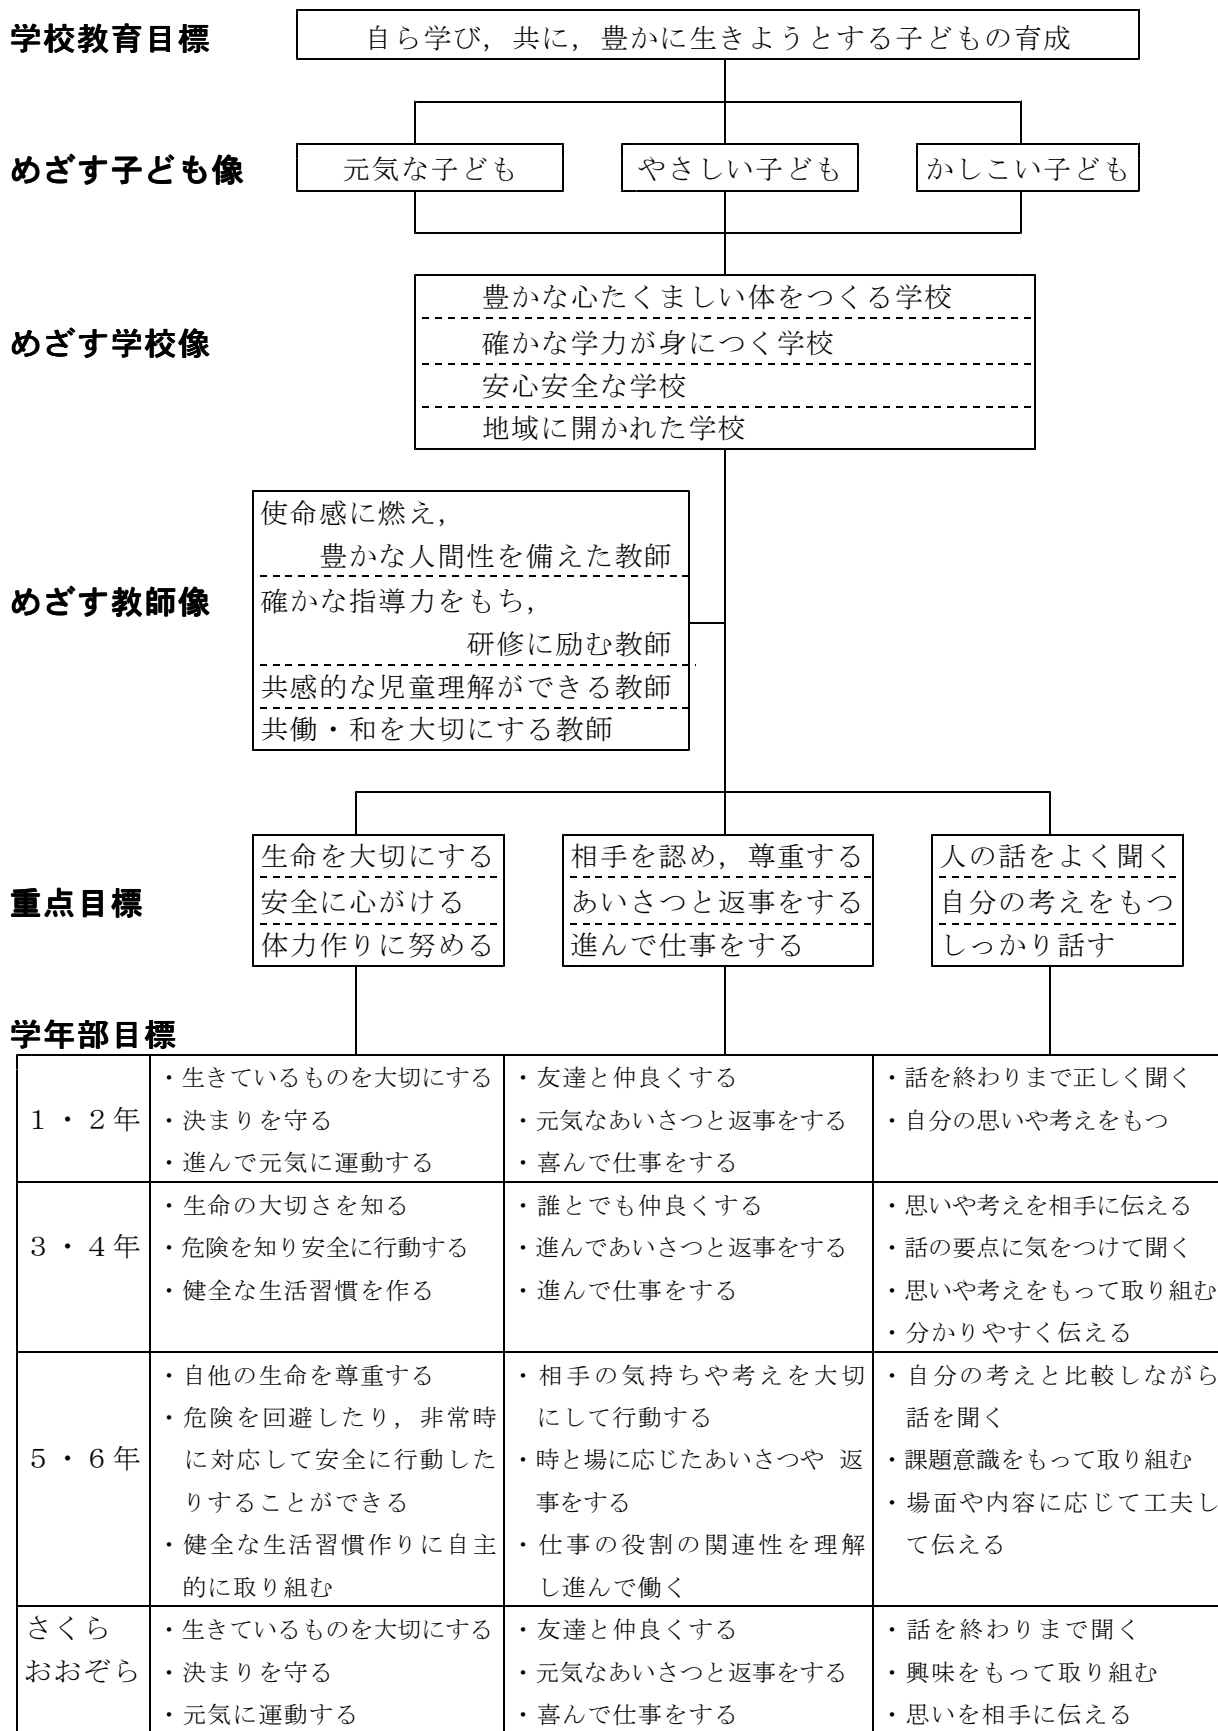 学校教育目標
自ら学び，共に，豊かに生きようとする子どもの育成
めざす子ども像
元気な子ども
やさしい子ども
かしこい子ども
めざす学校像
豊かな心たくましい体をつくる学校
確かな学力が身につく学校
安心安全な学校
地域に開かれた学校
めざす教師像
使命感に燃え，
豊かな人間性を備えた教師
確かな指導力をもち，
研修に励む教師
共感的な児童理解ができる教師
共働・和を大切にする教師
重点目標
生命を大切にする
安全に心がける
体力作りに努める
相手を認め，尊重する
あいさつと返事をする
進んで仕事をする
人の話をよく聞く
自分の考えをもつ
しっかり話す
学年部目標
１・２年
・生きているものを大切にする
・決まりを守る
・進んで元気に運動する
・友達と仲良くする
・元気なあいさつと返事をする
・喜んで仕事をする
・話を終わりまで正しく聞く
・自分の思いや考えをもつ
３・４年
・生命の大切さを知る
・危険を知り安全に行動する
・健全な生活習慣を作る
・誰とでも仲良くする
・進んであいさつと返事をする
・進んで仕事をする
・思いや考えを相手に伝える
・話の要点に気をつけて聞く
・思いや考えをもって取り組む
・分かりやすく伝える
５・６年
・自他の生命を尊重する
・危険を回避したり，非常時
に対応して安全に行動した
りすることができる
・健全な生活習慣作りに自主
的に取り組む
・相手の気持ちや考えを大切
にして行動する
・時と場に応じたあいさつや 返
事をする
・仕事の役割の関連性を理解
し進んで働く
・自分の考えと比較しながら
話を聞く
・課題意識をもって取り組む
・場面や内容に応じて工夫し
て伝える
さくら
おおぞら
・生きているものを大切にする
・決まりを守る
・元気に運動する
・友達と仲良くする
・元気なあいさつと返事をする
・喜んで仕事をする
・話を終わりまで聞く
・興味をもって取り組む
・思いを相手に伝える